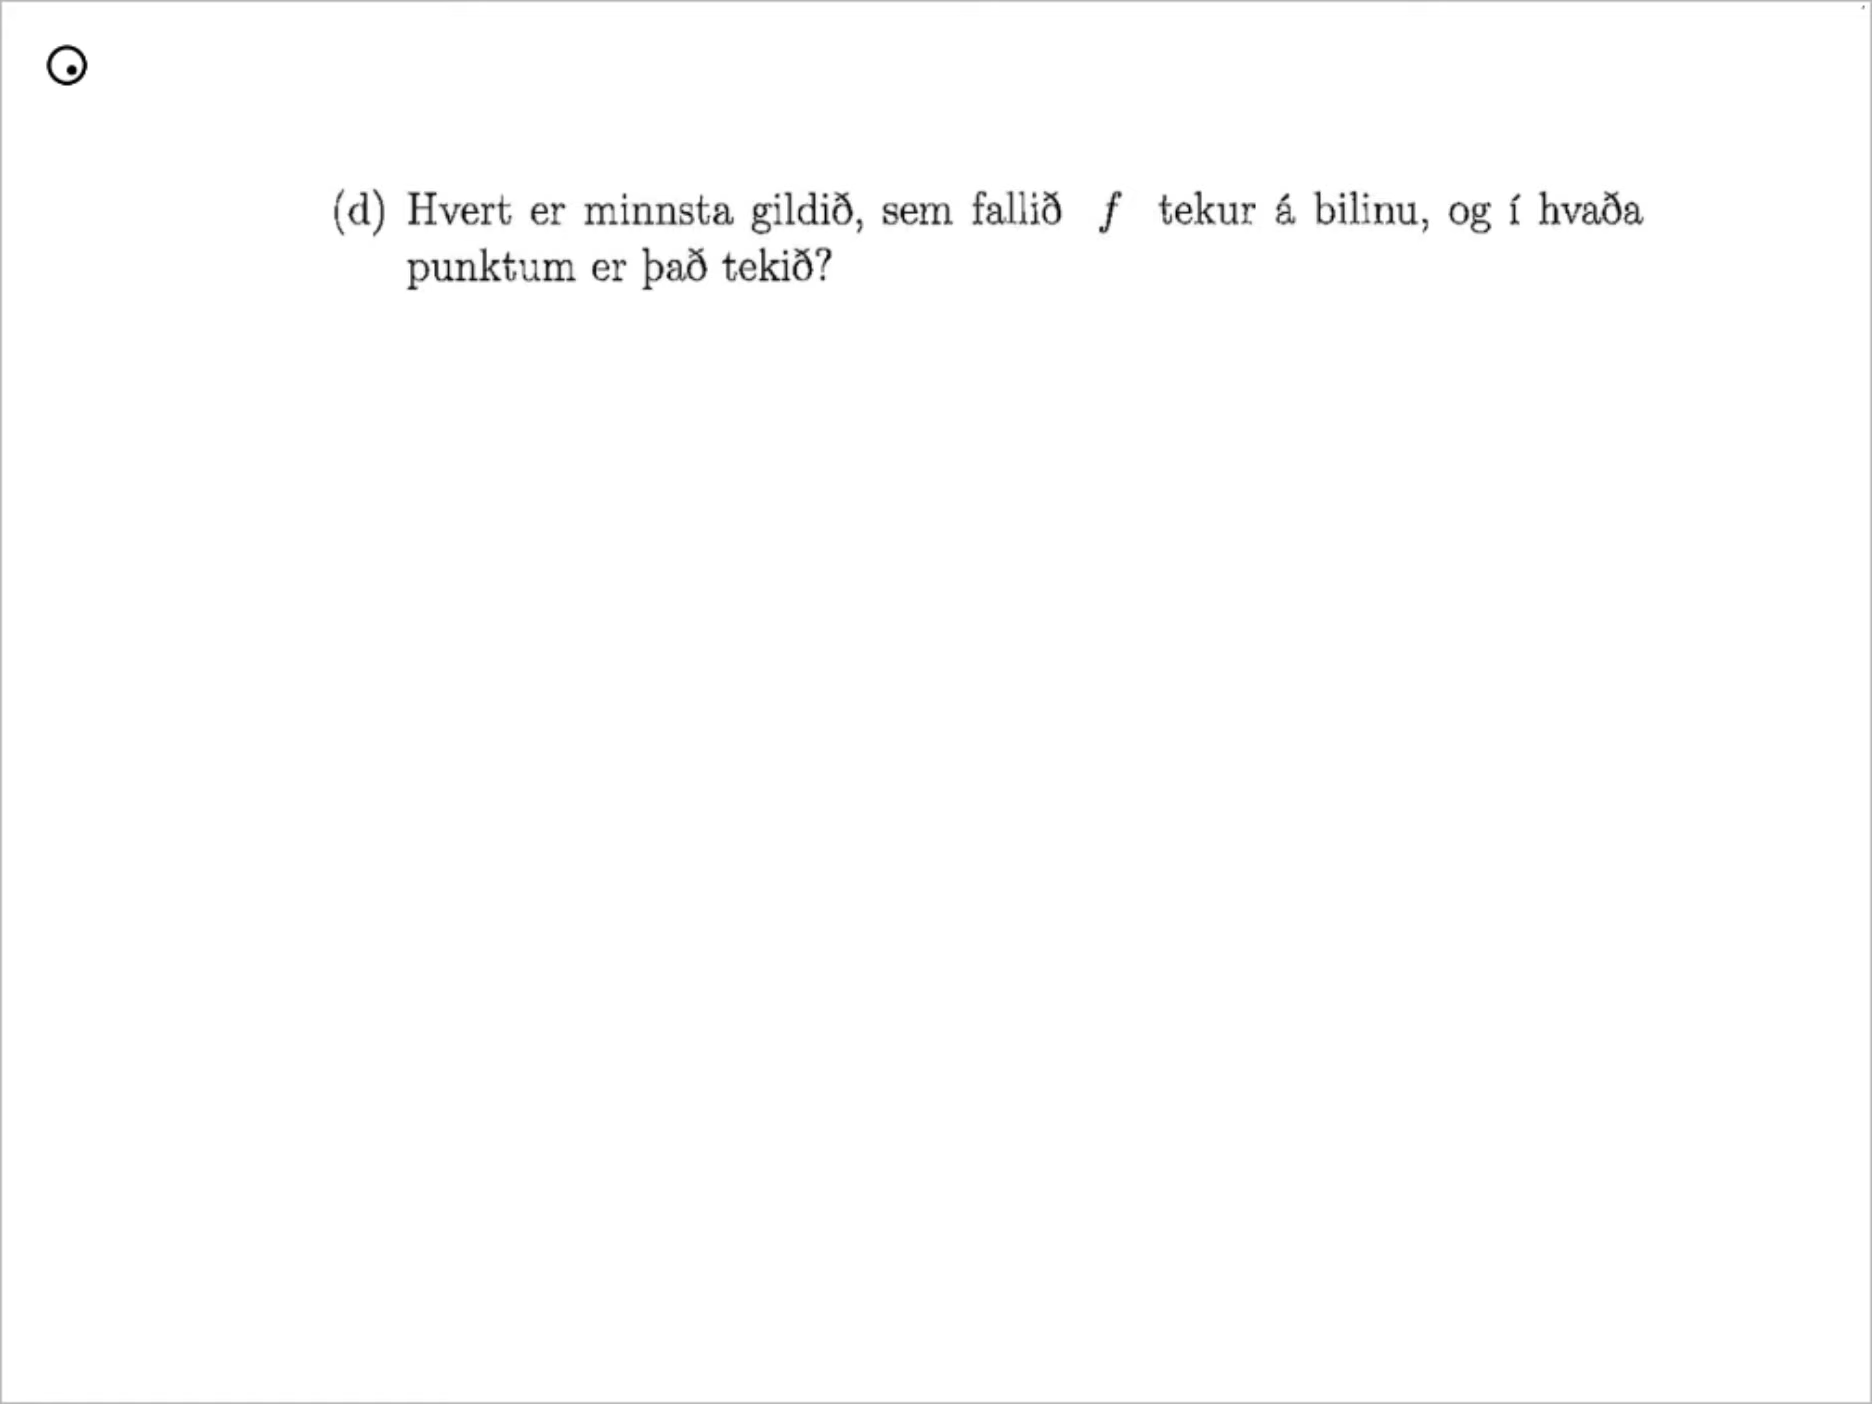 (d) Hvert er minnsta gildið, sem fallið f tekur á bilinu, og í hvaða
punktum er það tekið?